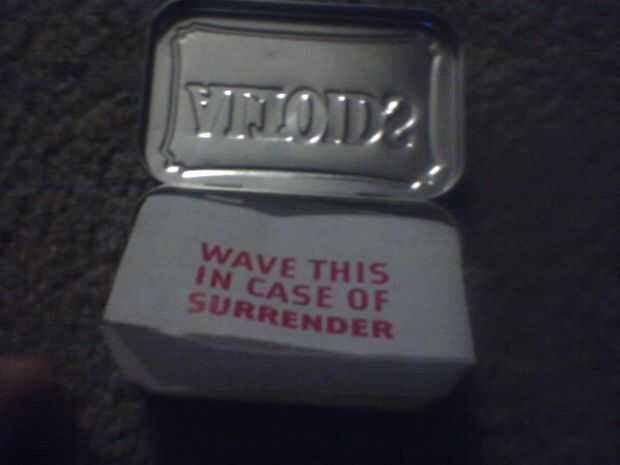 ALTOIDS
WAVE THIS
IN CASE OF
SURRENDER